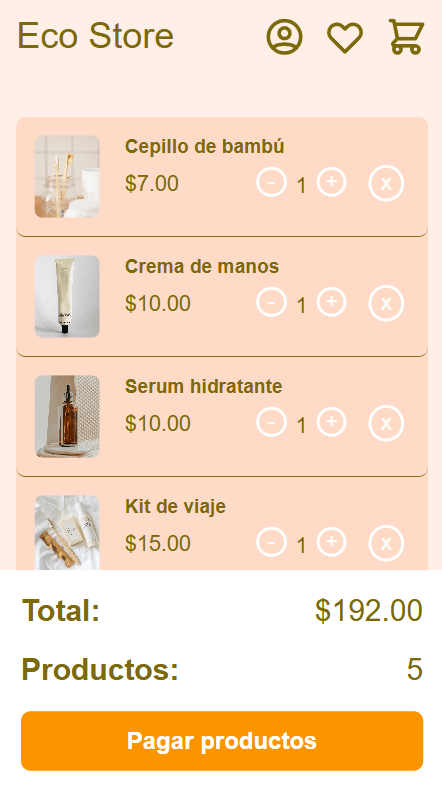 Eco Store
Cepillo de bambú
$7.00 - 1 + x
Crema de manos
$10.00 - 1 + x
Serum hidratante
$10.00 - 1 + x
Kit de viaje
$15.00 - 1 + x
Total: $192.00
Productos: 5
Pagar productos